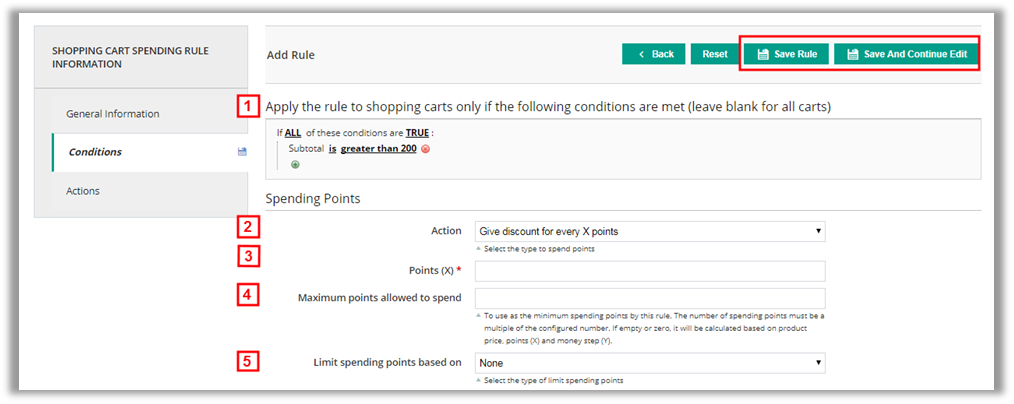 SHOPPING CART SPENDING RULE
INFORMATION
General Information
Conditions
Actions
Add Rule
< Back
Reset
Save Rule
Save And Continue Edit
1
Apply the rule to shopping carts only if the following conditions are met (leave blank for all carts)
If ALL of these conditions are TRUE :
Subtotal is greater than 200
Spending Points
2
Action
Give discount for every X points
Select the type to spend points
3
Points (X) *
4
Maximum points allowed to spend
To use as the minimum spending points by this rule. The number of spending points must be a
multiple of the configured number. If empty or zero, it will be calculated based on product
price, points (X) and money step (Y).
5
Limit spending points based on
None
Select the type of limit spending points